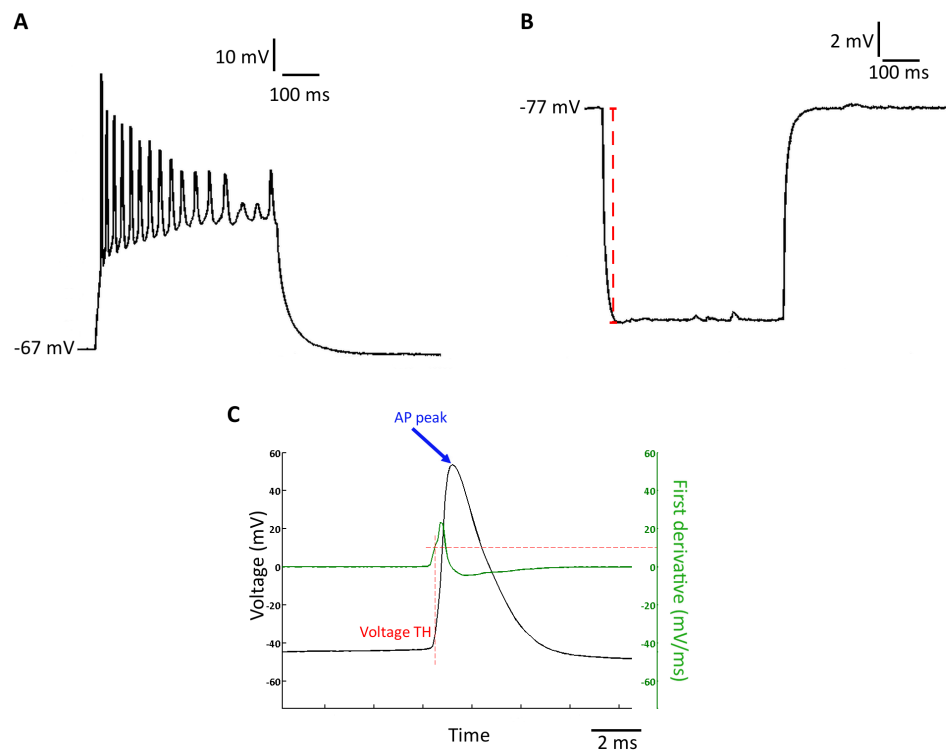 A
10 mV
100 ms
-67 mV
B
2 mV
100 ms
-77 mV
C
AP peak
60
40
20
0
-20
-40
-60
Voltage (mV)
Voltage TH
60
40
20
0
-20
-40
-60
First derivative (mV/ms)
Time
2 ms